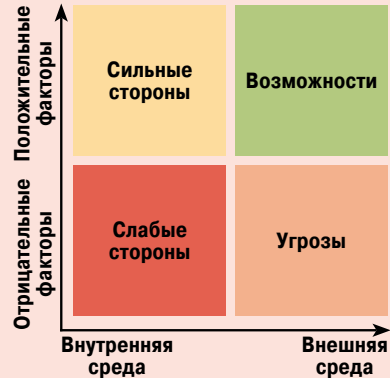 Положительные
факторы
Сильные
стороны
Возможности
Отрицательные
факторы
Слабые
стороны
Угрозы
Внутренняя
среда
Внешняя
среда